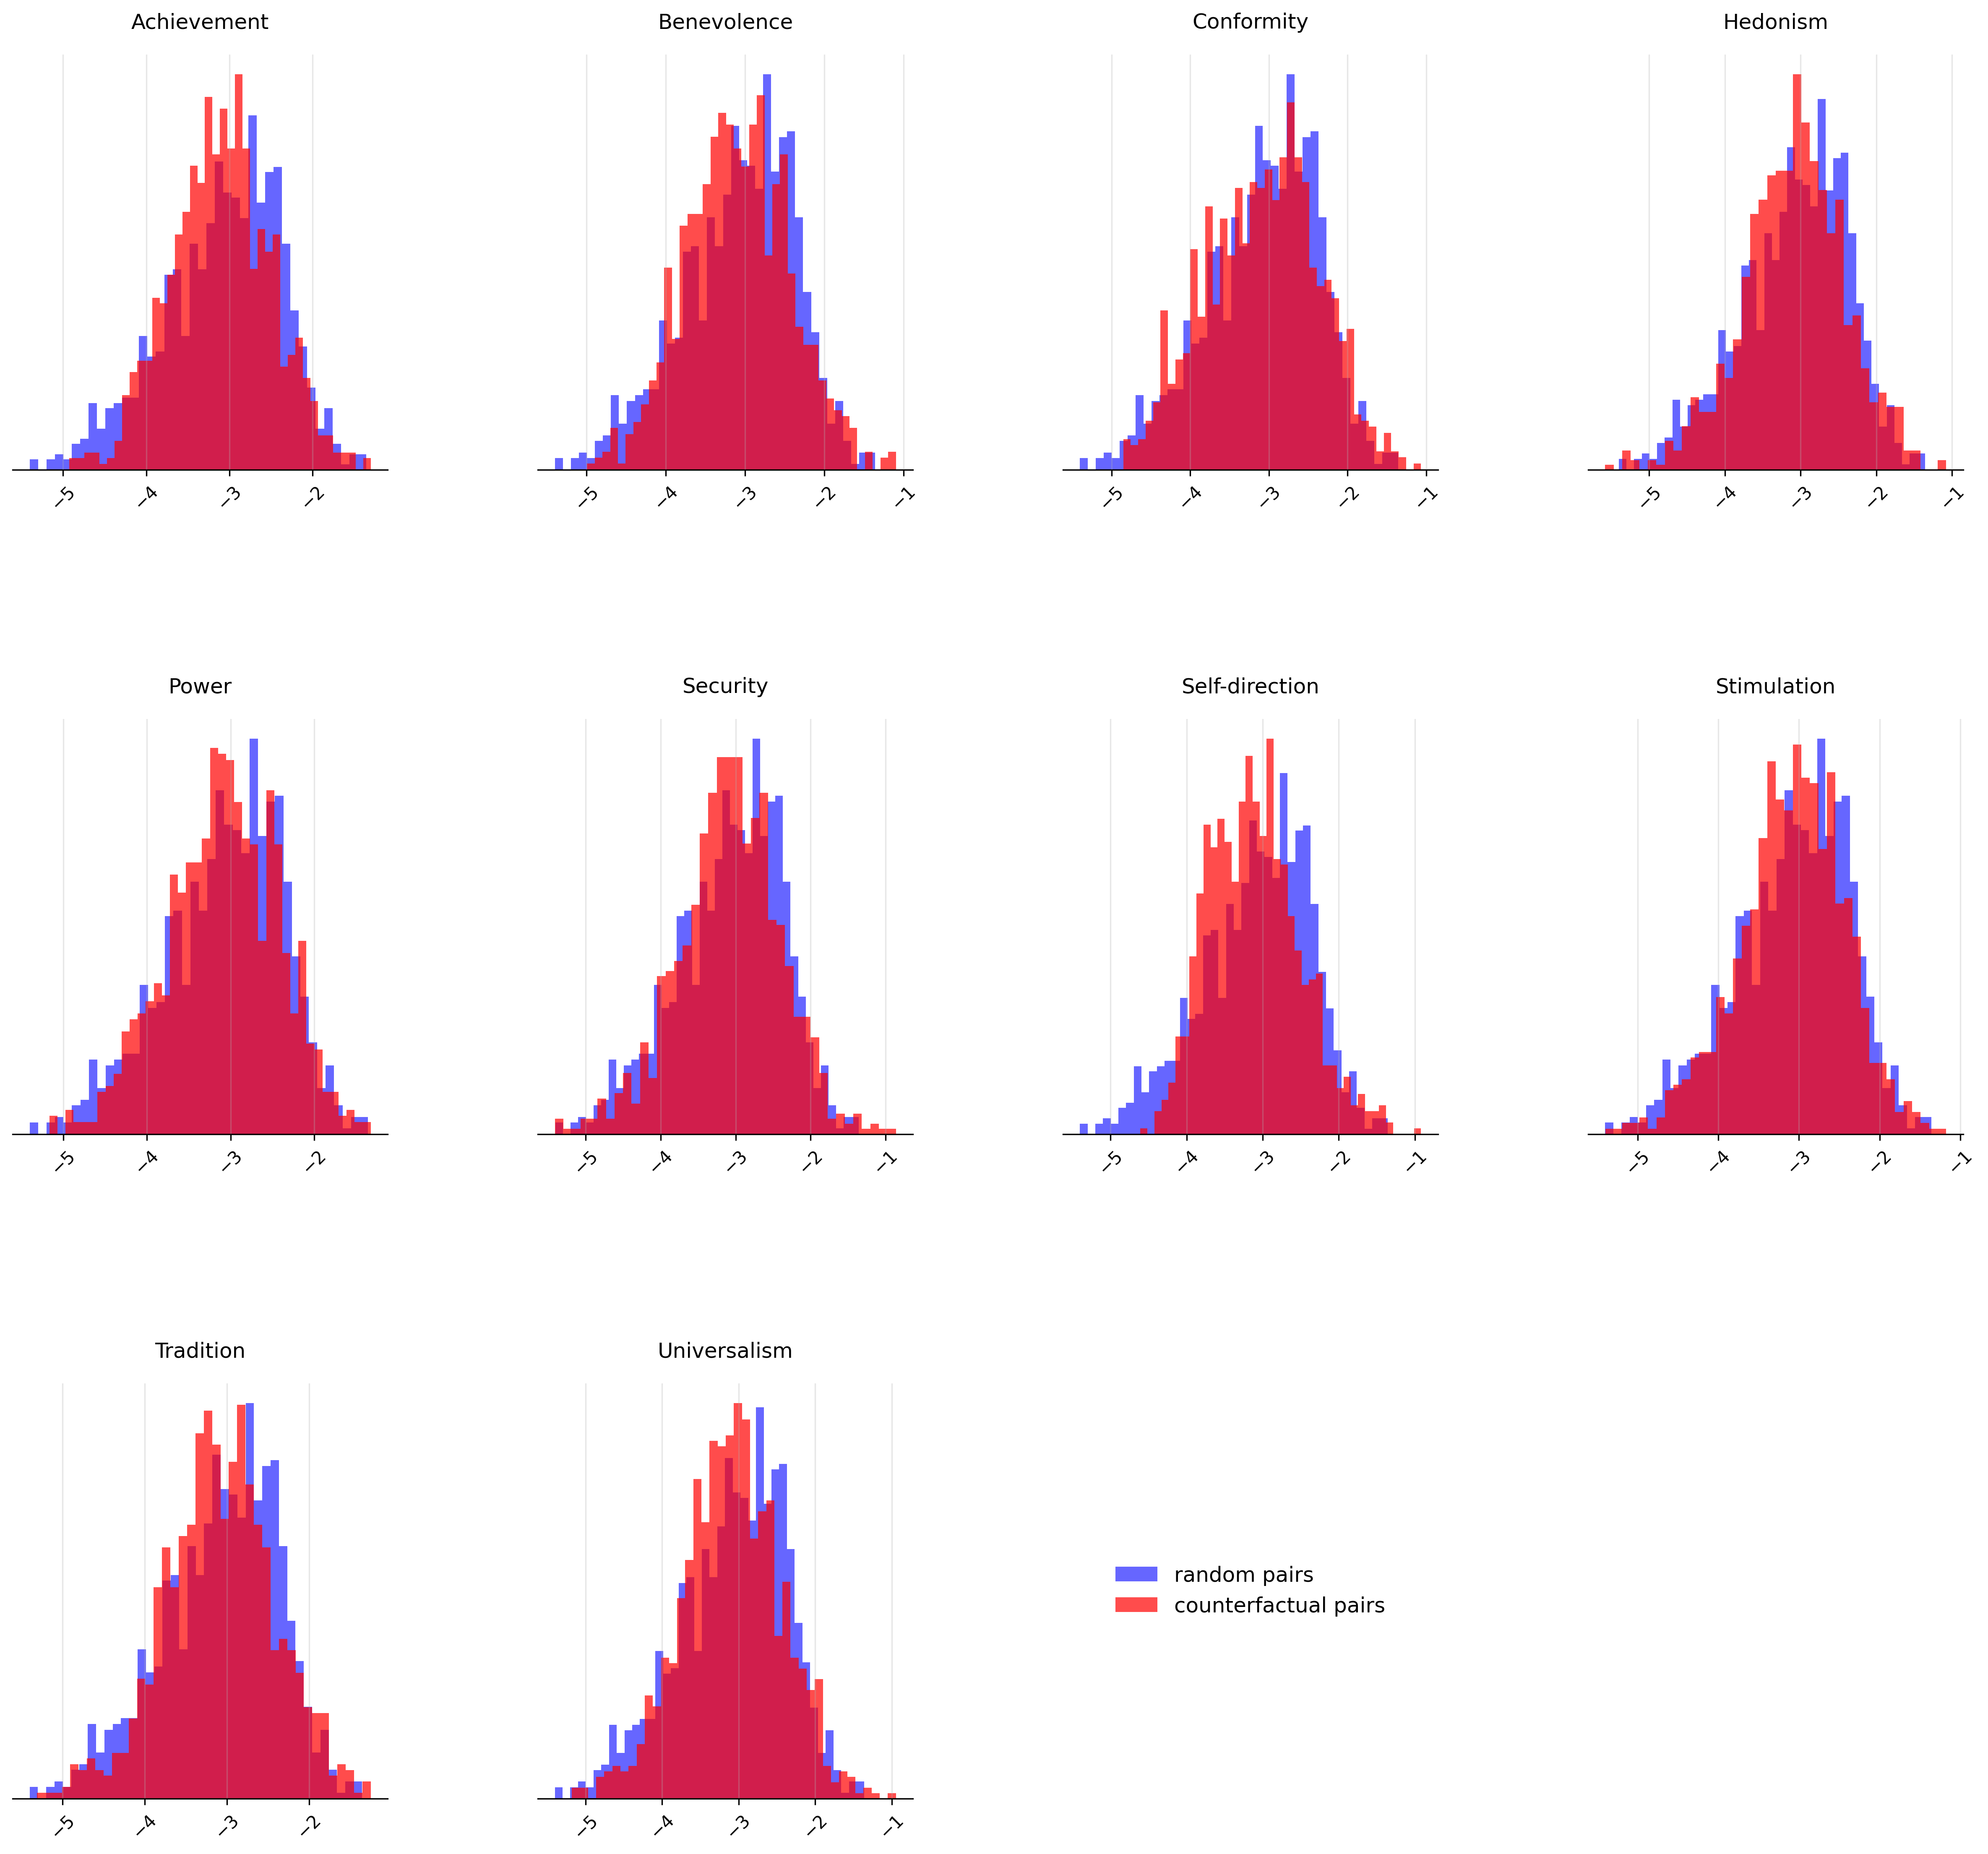 Achievement
Benevolence
Conformity
Hedonism
−5 −4 −3 −2
−5 −4 −3 −2 −1
−5 −4 −3 −2 −1
−5 −4 −3 −2 −1
Power
Security
Self-direction
Stimulation
−5 −4 −3 −2
−5 −4 −3 −2 −1
−5 −4 −3 −2 −1
−5 −4 −3 −2 −1
Tradition
Universalism
random pairs
counterfactual pairs
−5 −4 −3 −2
−5 −4 −3 −2 −1